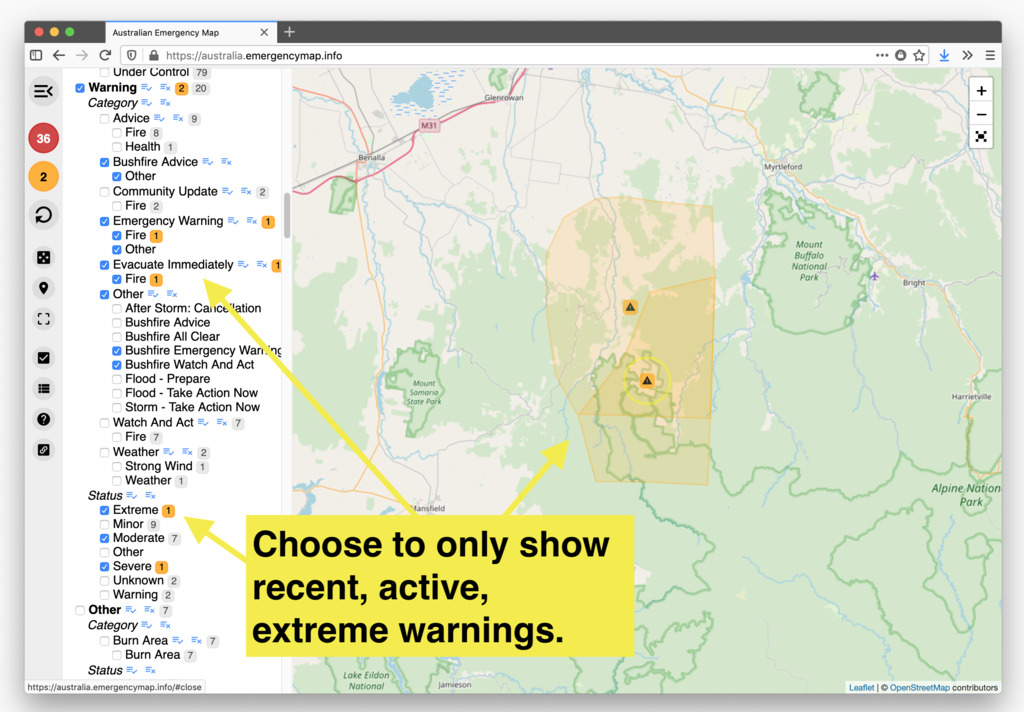 Australian Emergency Map
https://australia.emergencymap.info
Under Control 79
Warning 2 20
Category
Advice 9
Fire 8
Health 1
Bushfire Advice
Other
Community Update 2
Fire 2
Emergency Warning 1
Fire 1
Other
Evacuate Immediately 1
Fire 1
Other
After Storm: Cancellation
Bushfire Advice
Bushfire All Clear
Bushfire Emergency Warning
Bushfire Watch And Act
Flood - Prepare
Flood - Take Action Now
Storm - Take Action Now
Watch And Act 7
Fire 7
Weather 2
Strong Wind 1
Weather 1
Status
Extreme 1
Minor 9
Moderate 7
Other
Severe 1
Unknown 2
Warning 2
Other 7
Category
Burn Area 7
Burn Area 7
Status
https://australia.emergencymap.info/#close
36
2
+
−
Glenrowan
M31
Benalla
Myrtleford
Mount
Buffalo
National
Park
Bright
Mount
Samaria
State Park
Harrietville
Mansfield
Alpine Nation
Park
Choose to only show
recent, active,
extreme warnings.
Lake Eildon
National
Jamieson
Leaflet | © OpenStreetMap contributors